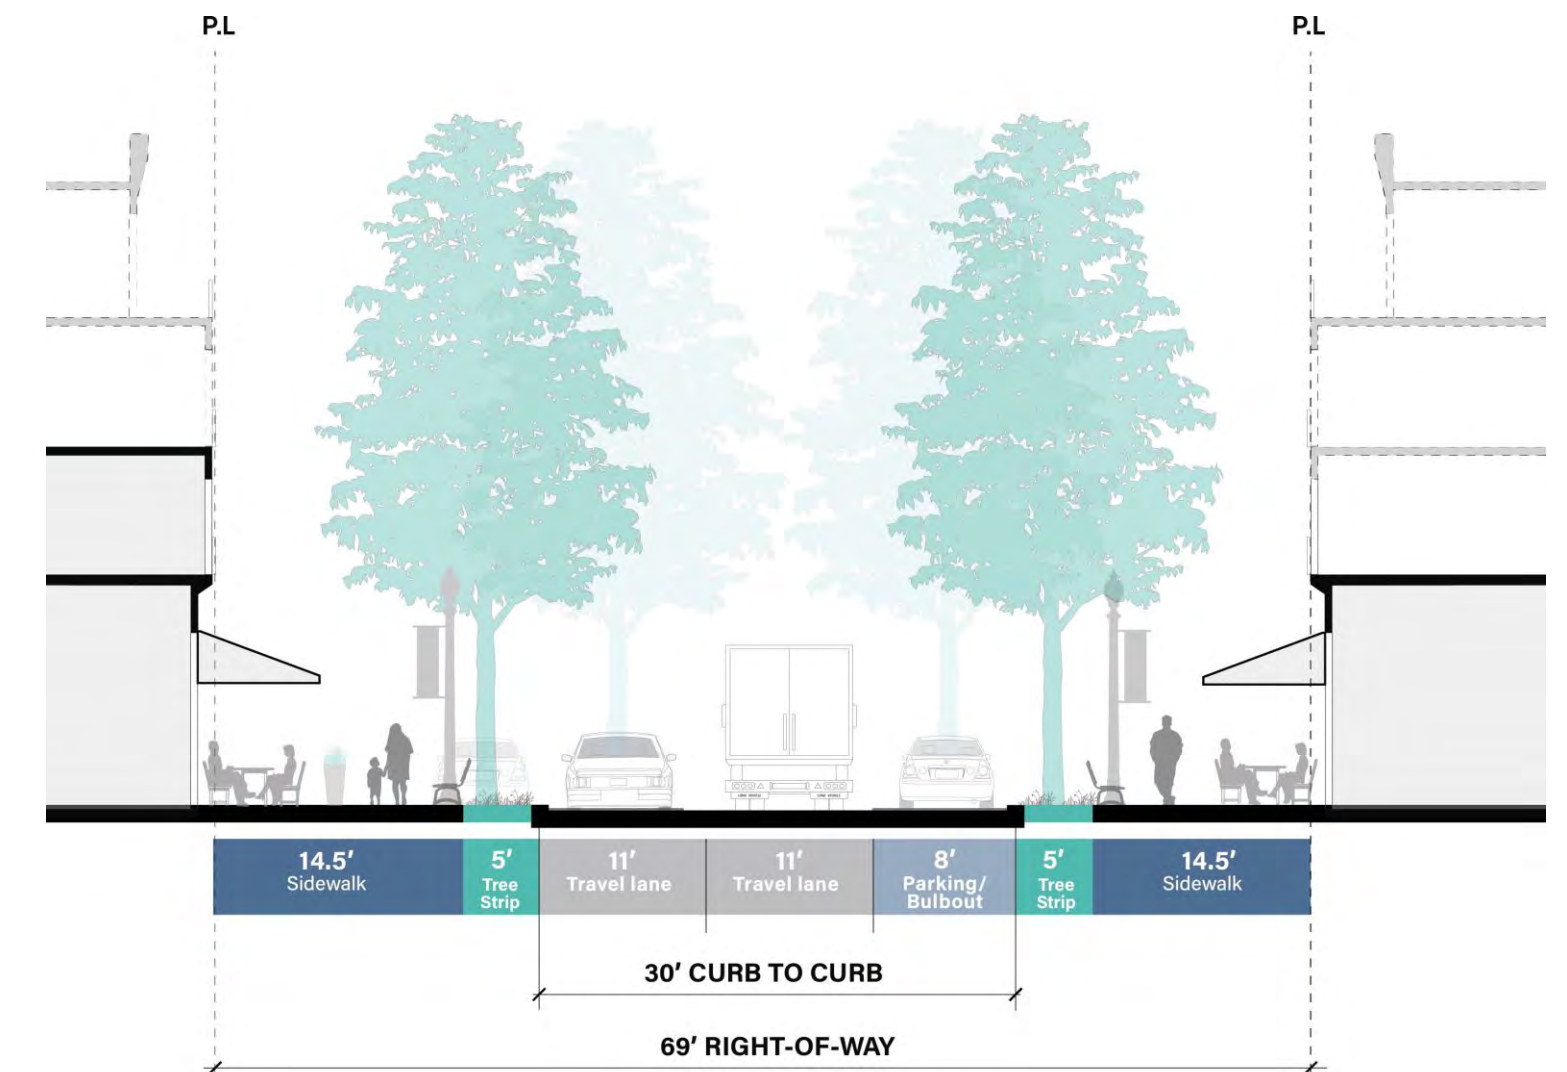 P.L
P.L
14.5′
Sidewalk
5′
Tree
Strip
11′
Travel lane
11′
Travel lane
8′
Parking/
Bulbout
5′
Tree
Strip
14.5′
Sidewalk
30′ CURB TO CURB
69′ RIGHT-OF-WAY